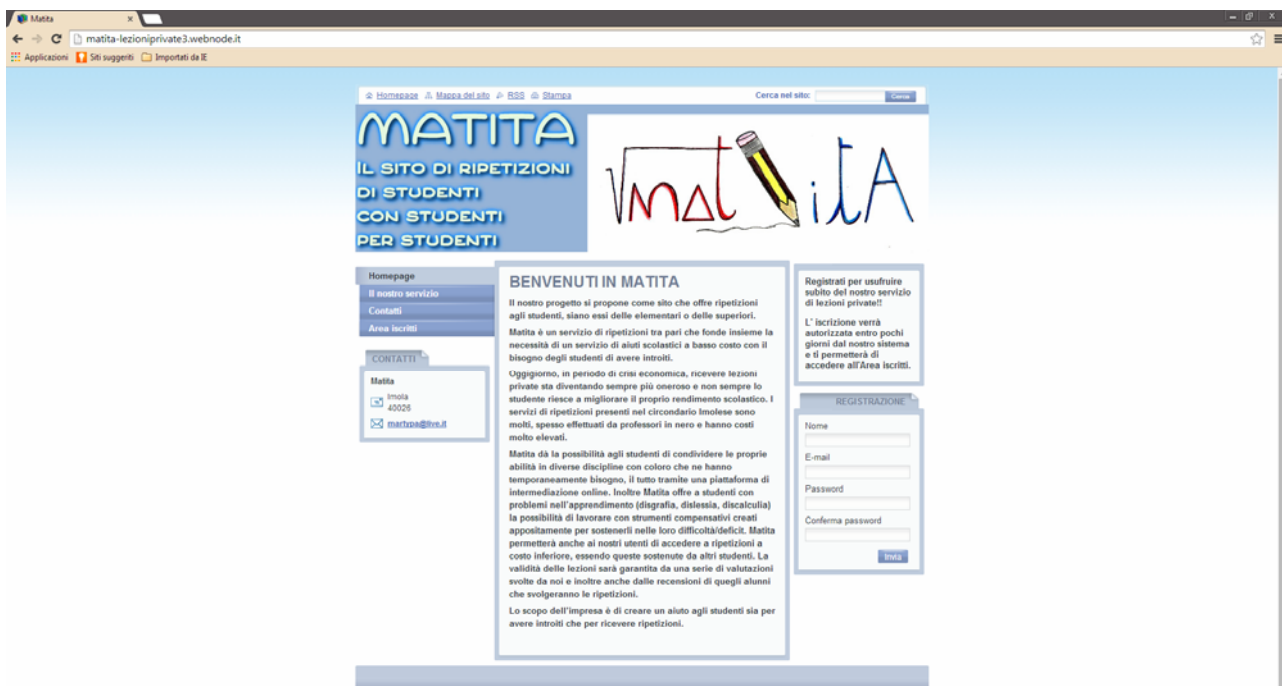 Matita
matita-lezioniprivate3.webnode.it
Applicazioni Siti suggeriti Importati da IE
Homepage Mappa del sito RSS Stampa Cerca nel sito: Cerca
MATITA
IL SITO DI RIPETIZIONI
DI STUDENTI
CON STUDENTI
PER STUDENTI
√matitA
Homepage
Il nostro servizio
Contatti
Area iscritti
CONTATTI
Matita
Imola
40026
martypa@live.it
BENVENUTI IN MATITA
Il nostro progetto si propone come sito che offre ripetizioni
agli studenti, siano essi delle elementari o delle superiori.
Matita è un servizio di ripetizioni tra pari che fonde insieme la
necessità di un servizio di aiuti scolastici a basso costo con il
bisogno degli studenti di avere introiti.
Oggigiorno, in periodo di crisi economica, ricevere lezioni
private sta diventando sempre più oneroso e non sempre lo
studente riesce a migliorare il proprio rendimento scolastico. I
servizi di ripetizioni presenti nel circondario Imolese sono
molti, spesso effettuati da professori in nero e hanno costi
molto elevati.
Matita dà la possibilità agli studenti di condividere le proprie
abilità in diverse discipline con coloro che ne hanno
temporaneamente bisogno, il tutto tramite una piattaforma di
intermediazione online. Inoltre Matita offre a studenti con
problemi nell'apprendimento (disgrafia, dislessia, discalculia)
la possibilità di lavorare con strumenti compensativi creati
appositamente per sostenerli nelle loro difficoltà/deficit. Matita
permetterà anche ai nostri utenti di accedere a ripetizioni a
costo inferiore, essendo queste sostenute da altri studenti. La
validità delle lezioni sarà garantita da una serie di valutazioni
svolte da noi e inoltre anche dalle recensioni di quegli alunni
che svolgeranno le ripetizioni.
Lo scopo dell'impresa è di creare un aiuto agli studenti sia per
avere introiti che per ricevere ripetizioni.
Registrati per usufruire
subito del nostro servizio
di lezioni private!!
L' iscrizione verrà
autorizzata entro pochi
giorni dal nostro sistema
e ti permetterà di
accedere all'Area iscritti.
REGISTRAZIONE
Nome
E-mail
Password
Conferma password
Invia